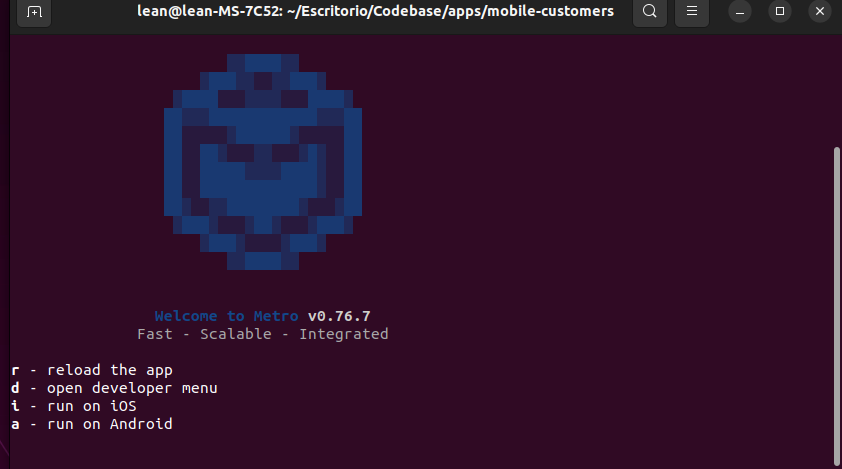 lean@lean-MS-7C52: ~/Escritorio/Codebase/apps/mobile-customers
Welcome to Metro v0.76.7
Fast - Scalable - Integrated
r - reload the app
d - open developer menu
i - run on iOS
a - run on Android